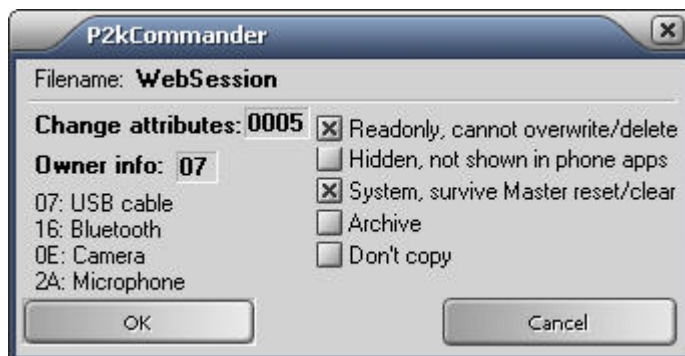 P2kCommander
Filename: WebSession
Change attributes: 0005
Owner info: 07
07: USB cable
16: Bluetooth
0E: Camera
2A: Microphone
Readonly, cannot overwrite/delete
Hidden, not shown in phone apps
System, survive Master reset/clear
Archive
Don't copy
OK
Cancel